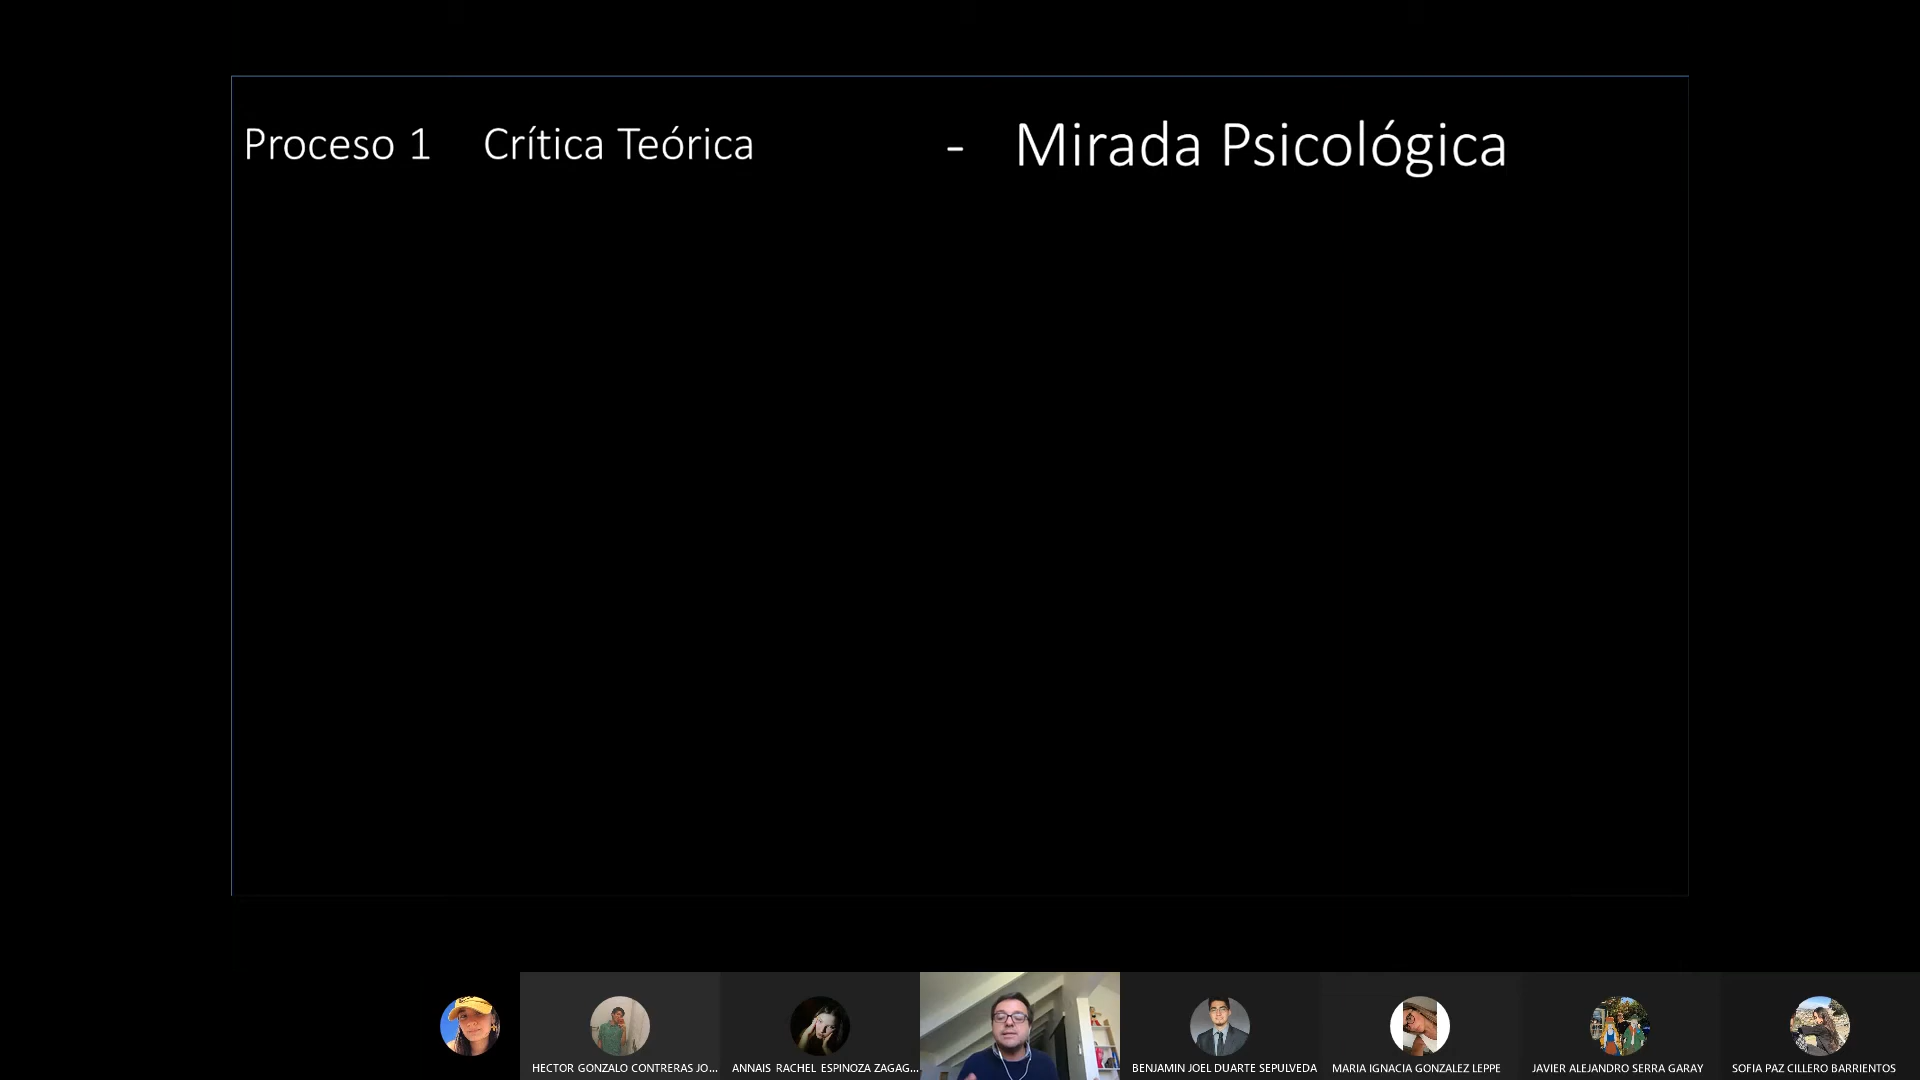 Proceso 1 Crítica Teórica - Mirada Psicológica
HECTOR GONZALO CONTRERAS JO...
ANNAIS RACHEL ESPINOZA ZAGAG...
BENJAMIN JOEL DUARTE SEPULVEDA
MARIA IGNACIA GONZALEZ LEPPE
JAVIER ALEJANDRO SERRA GARAY
SOFIA PAZ CILLERO BARRIENTOS